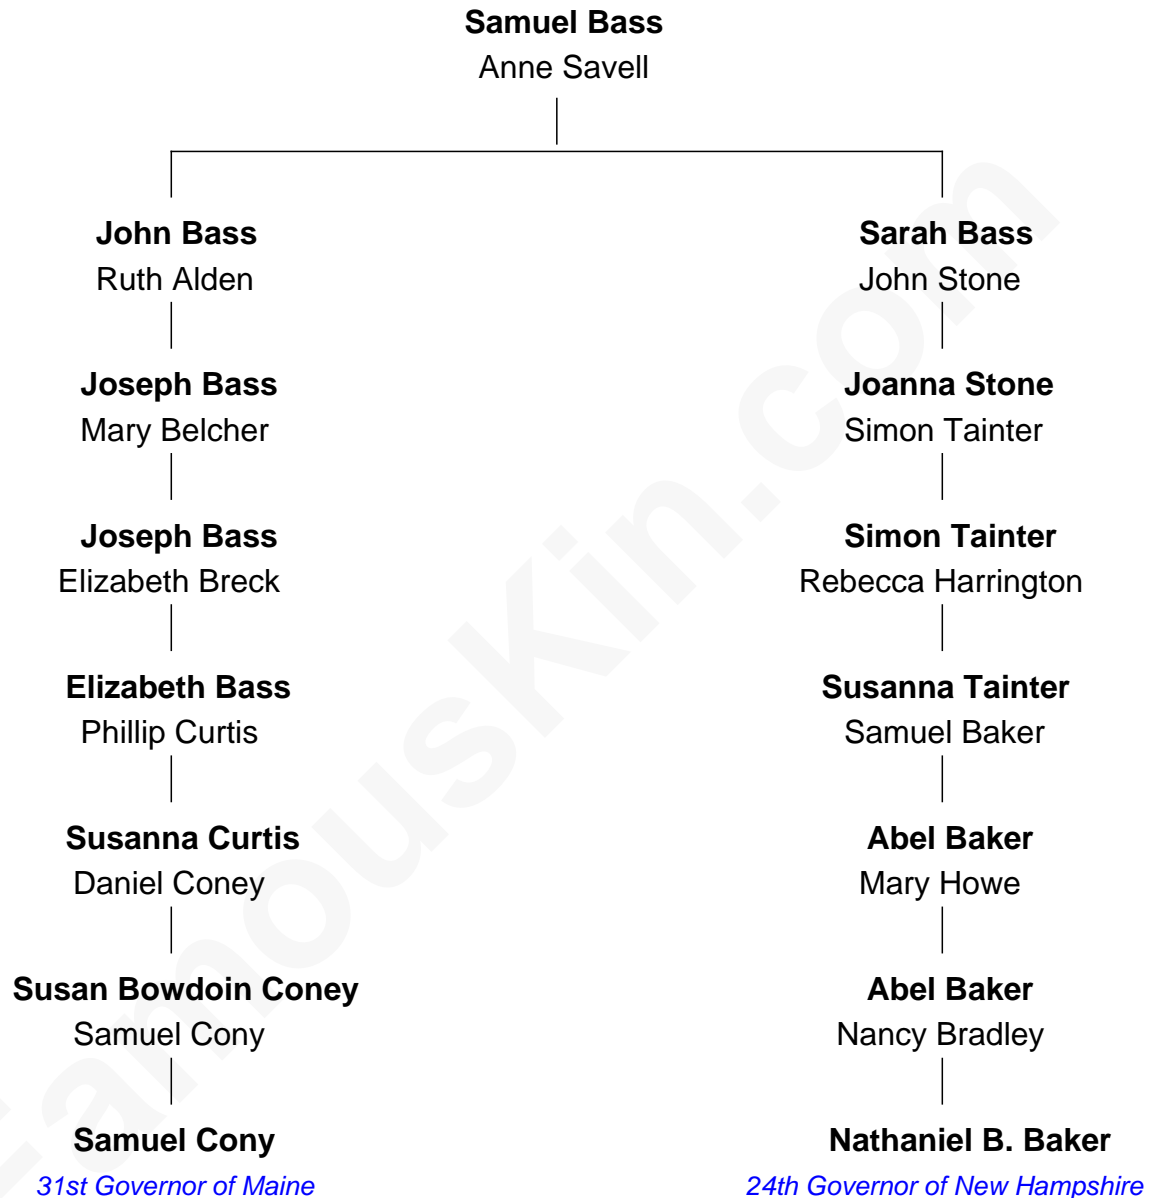 Samuel Bass
Anne Savell
John Bass
Ruth Alden
Sarah Bass
John Stone
Joseph Bass
Mary Belcher
Joanna Stone
Simon Tainter
Joseph Bass
Elizabeth Breck
Simon Tainter
Rebecca Harrington
Elizabeth Bass
Phillip Curtis
Susanna Tainter
Samuel Baker
Susanna Curtis
Daniel Coney
Abel Baker
Mary Howe
Susan Bowdoin Coney
Samuel Cony
Abel Baker
Nancy Bradley
Samuel Cony
31st Governor of Maine
Nathaniel B. Baker
24th Governor of New Hampshire
FamousKin.com